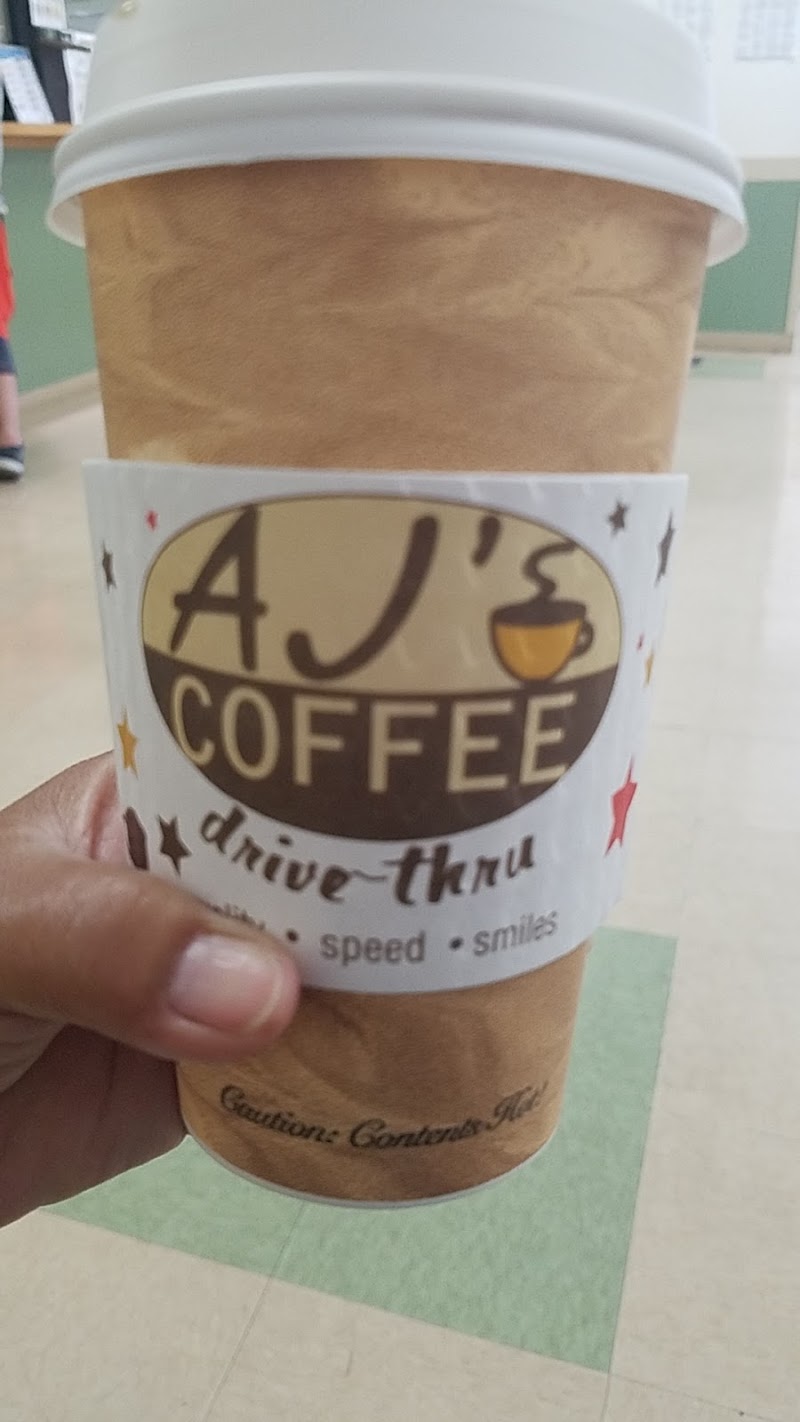 AJ's
COFFEE
drive-thru
• speed • smiles
Caution: Contents Hot!